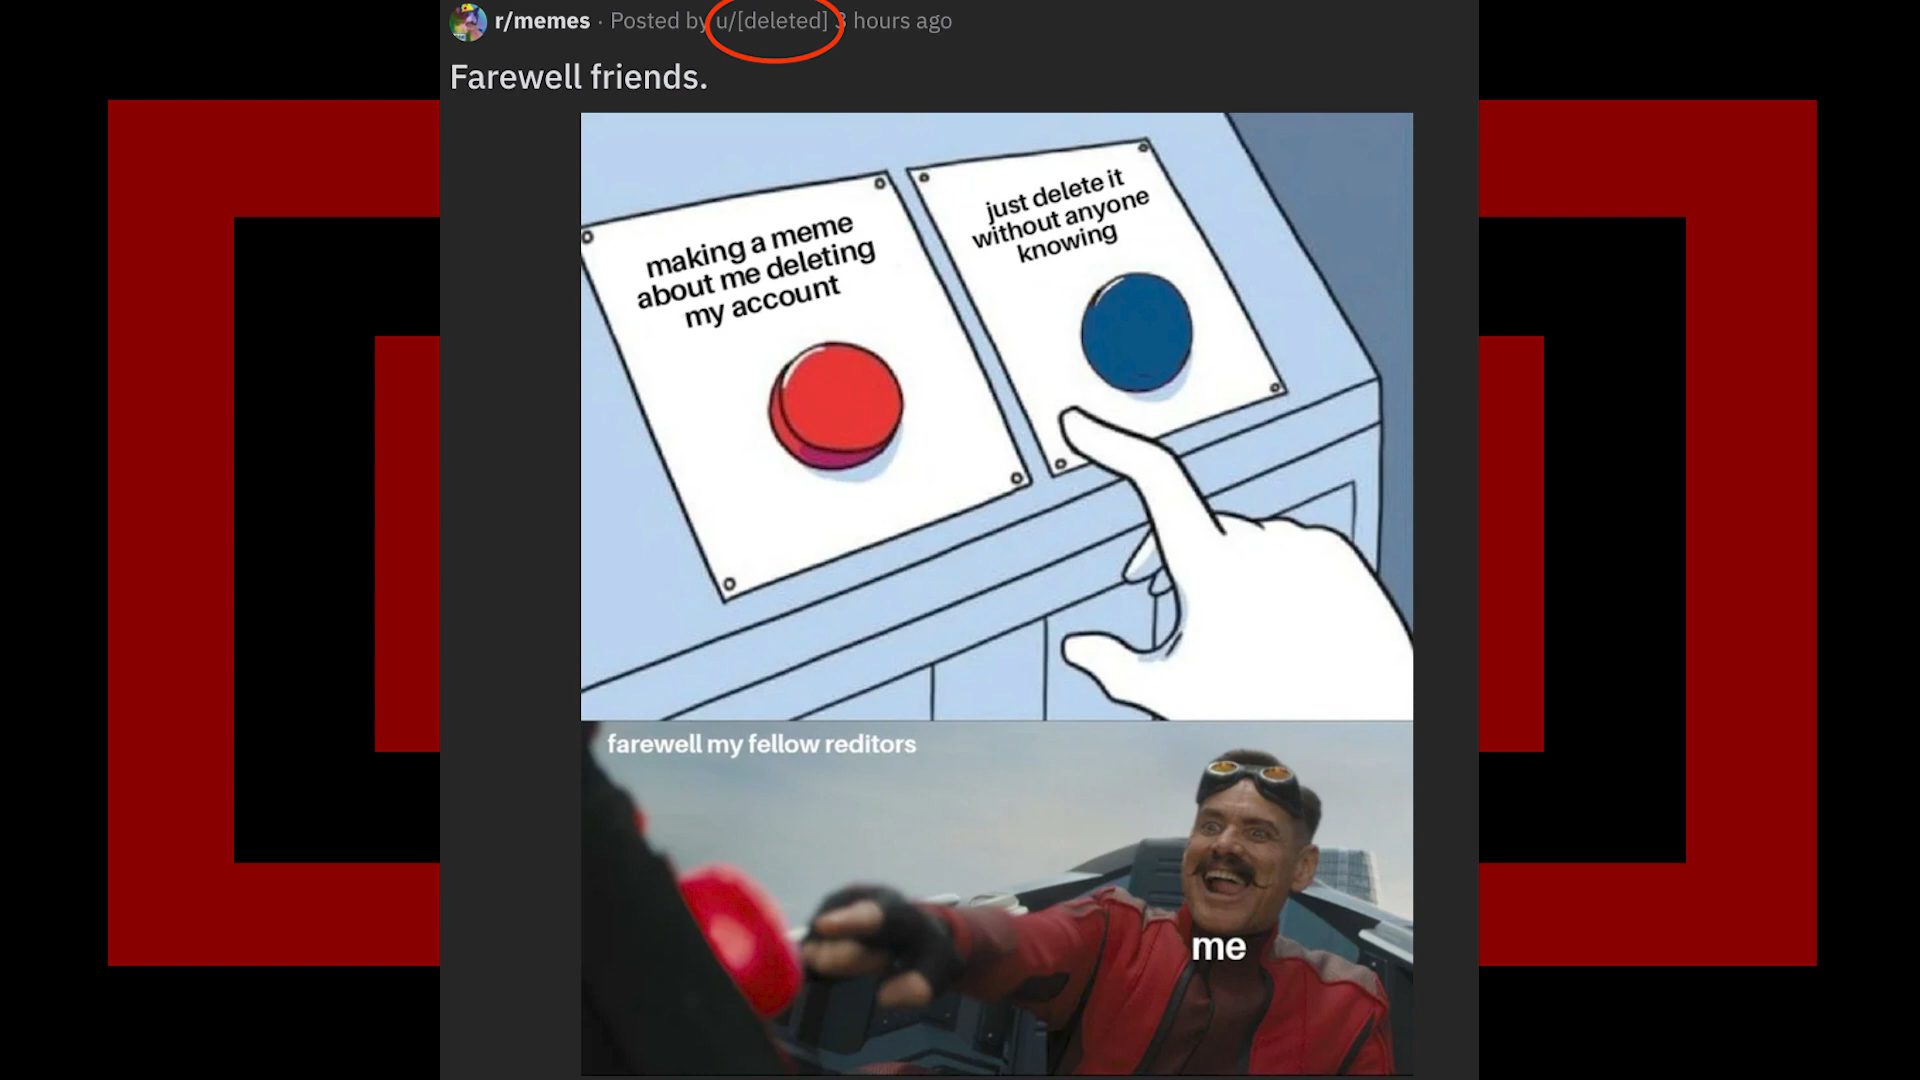 r/memes · Posted by u/[deleted] 3 hours ago
Farewell friends.
making a meme
about me deleting
my account
just delete it
without anyone
knowing
farewell my fellow reditors
me